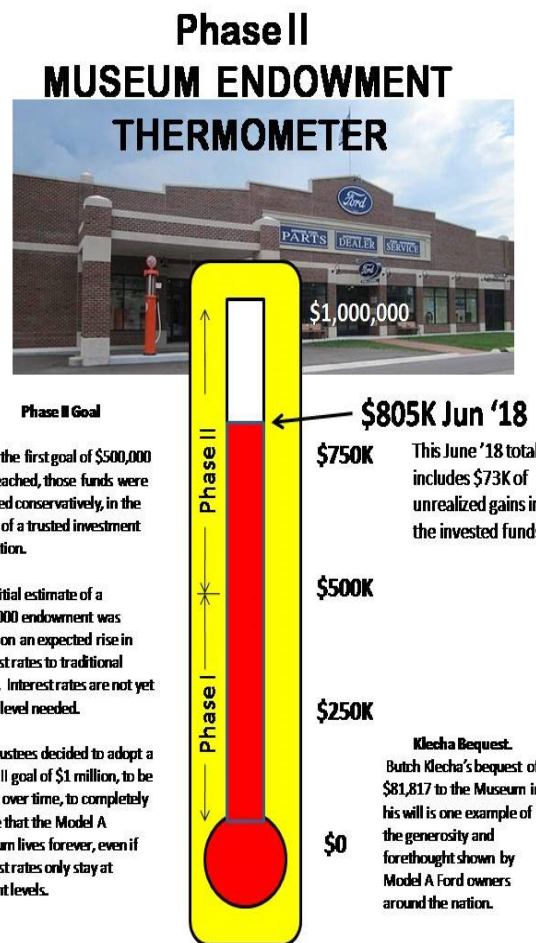 Phase II
MUSEUM ENDOWMENT
THERMOMETER
Ford
PARTS
DEALER
SERVICE
Ford
$1,000,000
Phase II Goal
the first goal of $500,000
eached, those funds were
ed conservatively, in the
of a trusted investment
tion.
itial estimate of a
000 endowment was
on an expected rise in
st rates to traditional
. Interest rates are not yet
level needed.
ustees decided to adopt a
II goal of $1 million, to be
over time, to completely
e that the Model A
um lives forever, even if
st rates only stay at
nt levels.
Phase II
Phase I
$805K Jun '18
$750K
$500K
$250K
$0
This June '18 total
includes $73K of
unrealized gains in
the invested funds
Klecha Bequest.
Butch Klecha's bequest of
$81,817 to the Museum in
his will is one example of
the generosity and
forethought shown by
Model A Ford owners
around the nation.